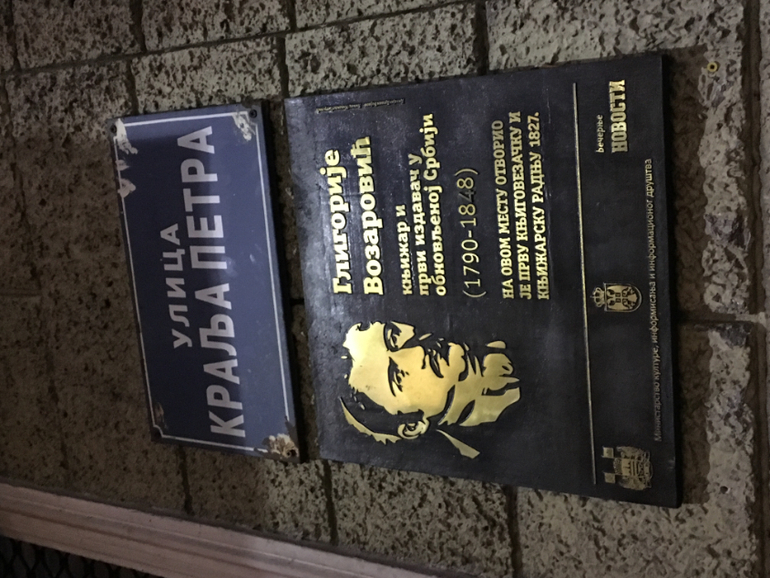 УЛИЦА
КРАЉА ПЕТРА
Глигорије
Возаровић
књижар и
први издавач у
обновљеној Србији
(1790-1848)
НА ОВОМ МЕСТУ ОТВОРИО
ЈЕ ПРВУ КЊИГОВЕЗАЧКУ И
КЊИЖАРСКУ РАДЊУ 1827.
Вечерње
НОВОСТИ
Министарство културе, информисања и информационог друштва